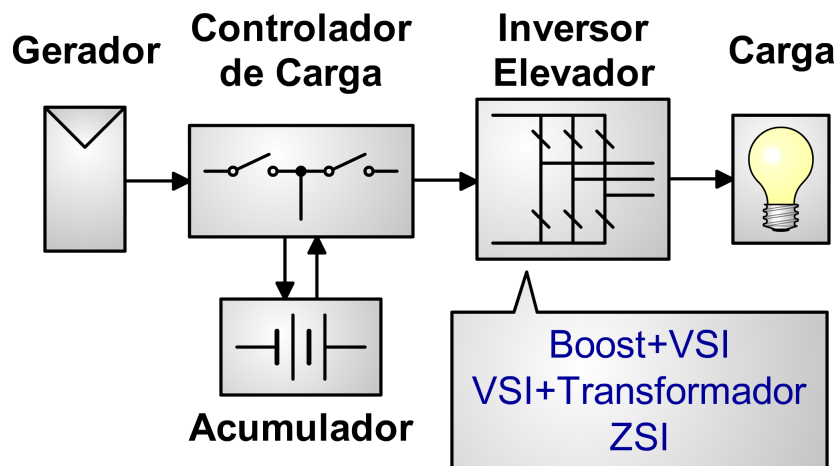 Gerador
Controlador
de Carga
Inversor
Elevador
Carga
Acumulador
Boost+VSI
VSI+Transformador
ZSI